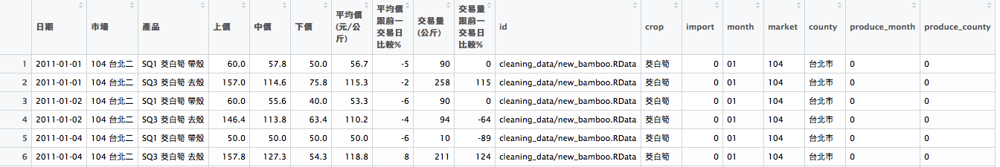 日期 市場 產品 上價 中價 下價 平均價(元/公斤) 平均價跟前一交易日比較% 交易量(公斤) 交易量跟前一交易日比較% id crop import month market county produce_month produce_county
1 2011-01-01 104 台北二 SQ1 茭白筍 帶殼 60.0 57.8 50.0 56.7 -5 90 0 cleaning_data/new_bamboo.RData 茭白筍 0 01 104 台北市 0 0
2 2011-01-01 104 台北二 SQ3 茭白筍 去殼 157.0 114.6 75.8 115.3 -2 258 115 cleaning_data/new_bamboo.RData 茭白筍 0 01 104 台北市 0 0
3 2011-01-02 104 台北二 SQ1 茭白筍 帶殼 60.0 55.6 40.0 53.3 -6 90 0 cleaning_data/new_bamboo.RData 茭白筍 0 01 104 台北市 0 0
4 2011-01-02 104 台北二 SQ3 茭白筍 去殼 146.4 113.8 63.4 110.2 -4 94 -64 cleaning_data/new_bamboo.RData 茭白筍 0 01 104 台北市 0 0
5 2011-01-04 104 台北二 SQ1 茭白筍 帶殼 50.0 50.0 50.0 50.0 -6 10 -89 cleaning_data/new_bamboo.RData 茭白筍 0 01 104 台北市 0 0
6 2011-01-04 104 台北二 SQ3 茭白筍 去殼 157.8 127.3 54.3 118.8 8 211 124 cleaning_data/new_bamboo.RData 茭白筍 0 01 104 台北市 0 0